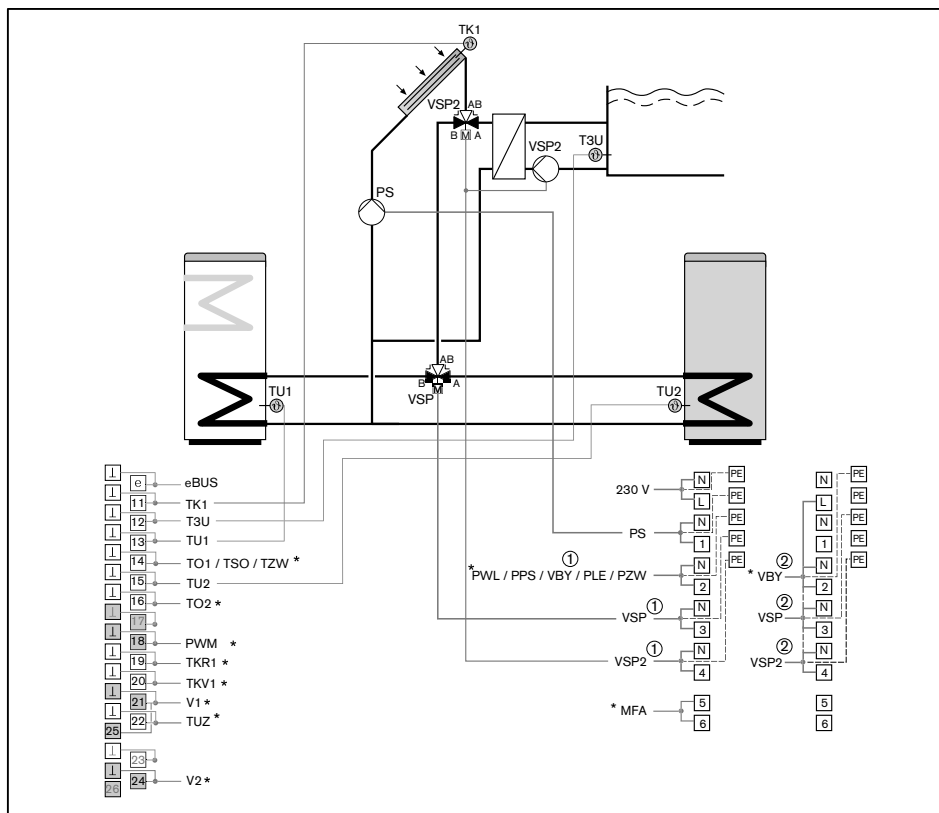 TK1
VSP2 AB
B M A
VSP2
T3U
PS
AB
B A
M
VSP
TU1
TU2
⊥
e eBUS
⊥
11 TK1
⊥
12 T3U
⊥
13 TU1
⊥
14 TO1 / TSO / TZW *
⊥
15 TU2
⊥
16 TO2 *
⊥
17
⊥
18 PWM *
⊥
19 TKR1 *
⊥
20 TKV1 *
⊥
21 V1 *
⊥
22 TUZ *
25
⊥
23
⊥
24 V2 *
26
230 V N PE
L PE
PS N PE
1 PE
① PE
* PWL / PPS / VBY / PLE / PZW N
2
VSP ① N
3
VSP2 ① N
4
* MFA 5
6
N PE
L PE
N PE
1 PE
② PE
* VBY N
2
② VSP N
3
② VSP2 N
4
5
6